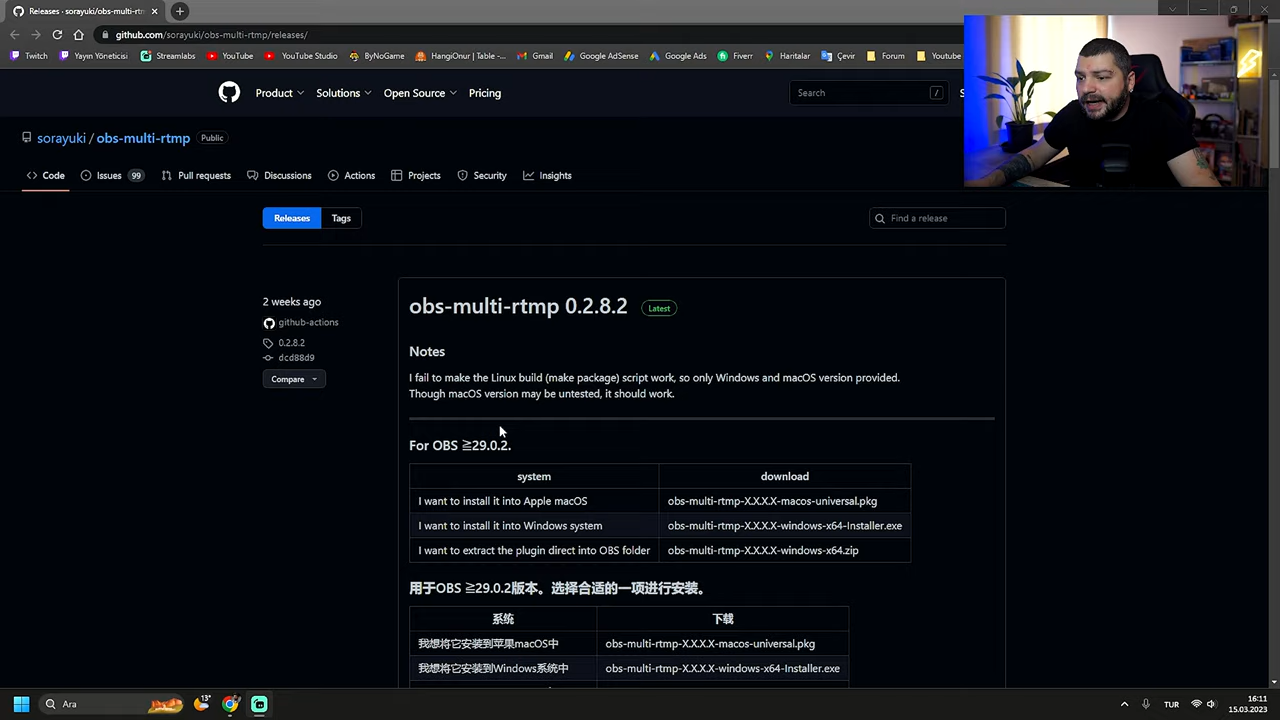 Releases · sorayuki/obs-multi-rtm
github.com/sorayuki/obs-multi-rtmp/releases/
Twitch
Yayın Yöneticisi
Streamlabs
YouTube
YouTube Studio
ByNoGame
HangiOnur | Table -...
Gmail
Google AdSense
Google Ads
Fiverr
Haritalar
Çevir
Forum
Youtube
Product
Solutions
Open Source
Pricing
Search /
S
sorayuki / obs-multi-rtmp Public
Code
Issues 99
Pull requests
Discussions
Actions
Projects
Security
Insights
Releases
Tags
Find a release
2 weeks ago
github-actions
0.2.8.2
dcd88d9
Compare
obs-multi-rtmp 0.2.8.2 Latest
Notes
I fail to make the Linux build (make package) script work, so only Windows and macOS version provided.
Though macOS version may be untested, it should work.
For OBS ≧29.0.2.
system download
I want to install it into Apple macOS obs-multi-rtmp-X.X.X.X-macos-universal.pkg
I want to install it into Windows system obs-multi-rtmp-X.X.X.X-windows-x64-Installer.exe
I want to extract the plugin direct into OBS folder obs-multi-rtmp-X.X.X.X-windows-x64.zip
用于OBS ≧29.0.2版本。选择合适的一项进行安装。
系统 下载
我想将它安装到苹果macOS中 obs-multi-rtmp-X.X.X.X-macos-universal.pkg
我想将它安装到Windows系统中 obs-multi-rtmp-X.X.X.X-windows-x64-Installer.exe
Ara
13°
TUR
16:11
15.03.2023